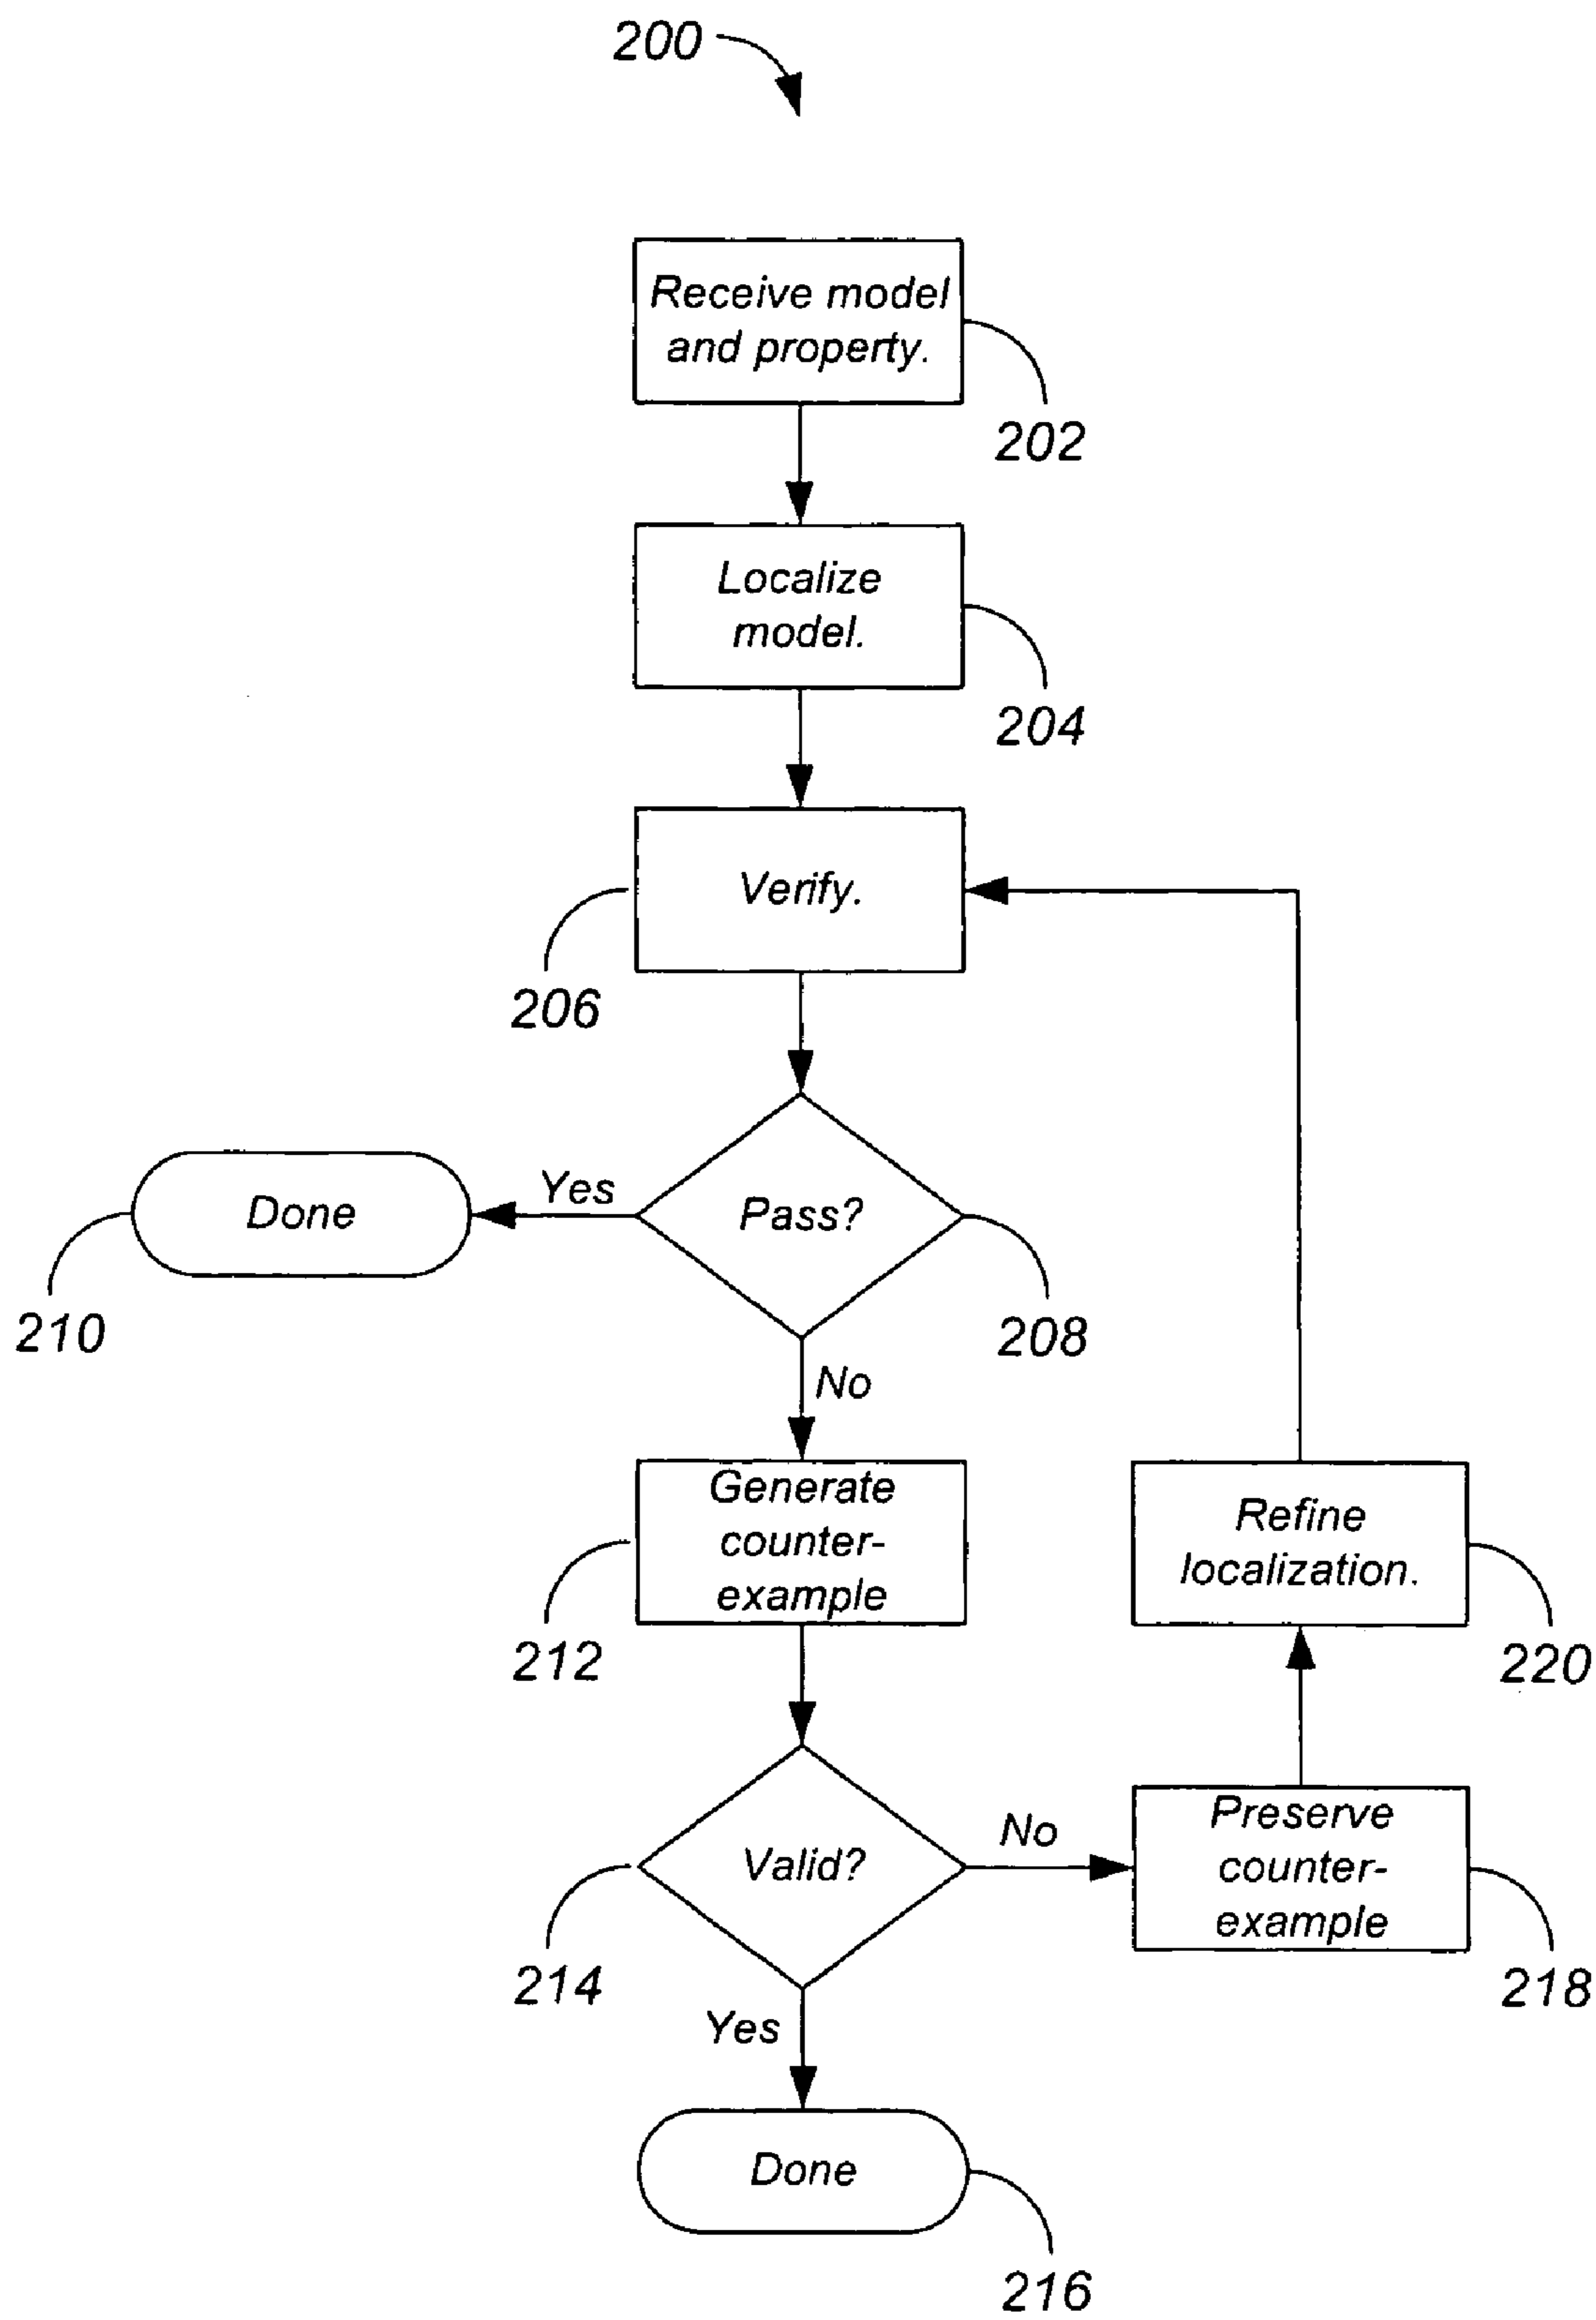 200
Receive model
and property.
202
Localize
model.
204
Verify.
206
Done
Yes
Pass?
210
208
No
Generate
counter-
example
212
Refine
localization.
220
Valid?
No
Preserve
counter-
example
214
218
Yes
Done
216